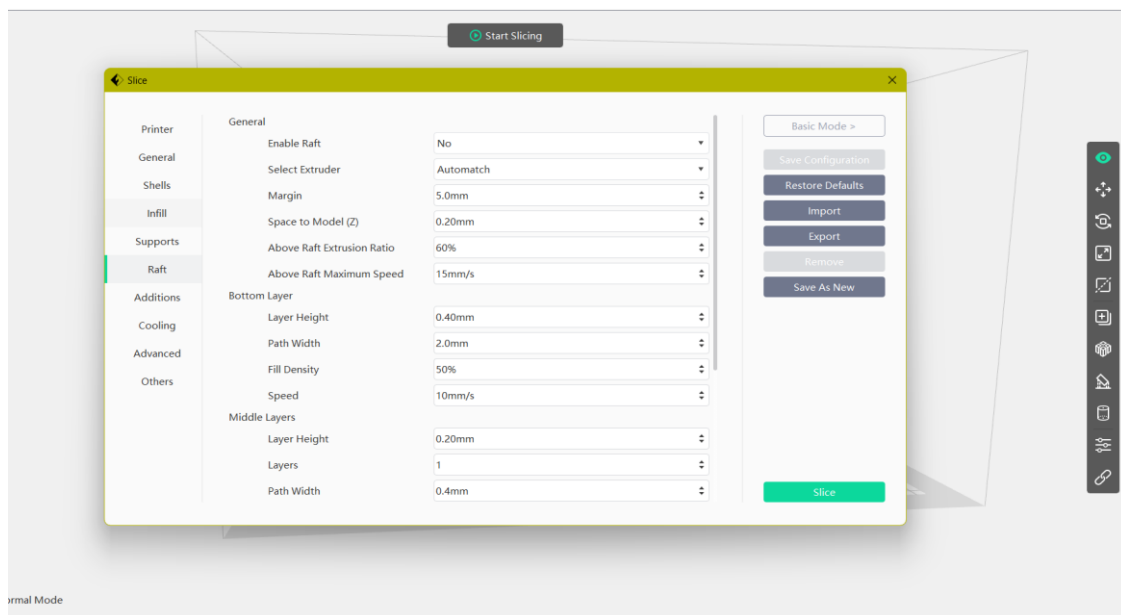 Start Slicing
Slice
Printer
General
Shells
Infill
Supports
Raft
Additions
Cooling
Advanced
Others
General
Enable Raft No
Select Extruder Automatch
Margin 5.0mm
Space to Model (Z) 0.20mm
Above Raft Extrusion Ratio 60%
Above Raft Maximum Speed 15mm/s
Bottom Layer
Layer Height 0.40mm
Path Width 2.0mm
Fill Density 50%
Speed 10mm/s
Middle Layers
Layer Height 0.20mm
Layers 1
Path Width 0.4mm
Basic Mode >
Save Configuration
Restore Defaults
Import
Export
Remove
Save As New
Slice
ormal Mode